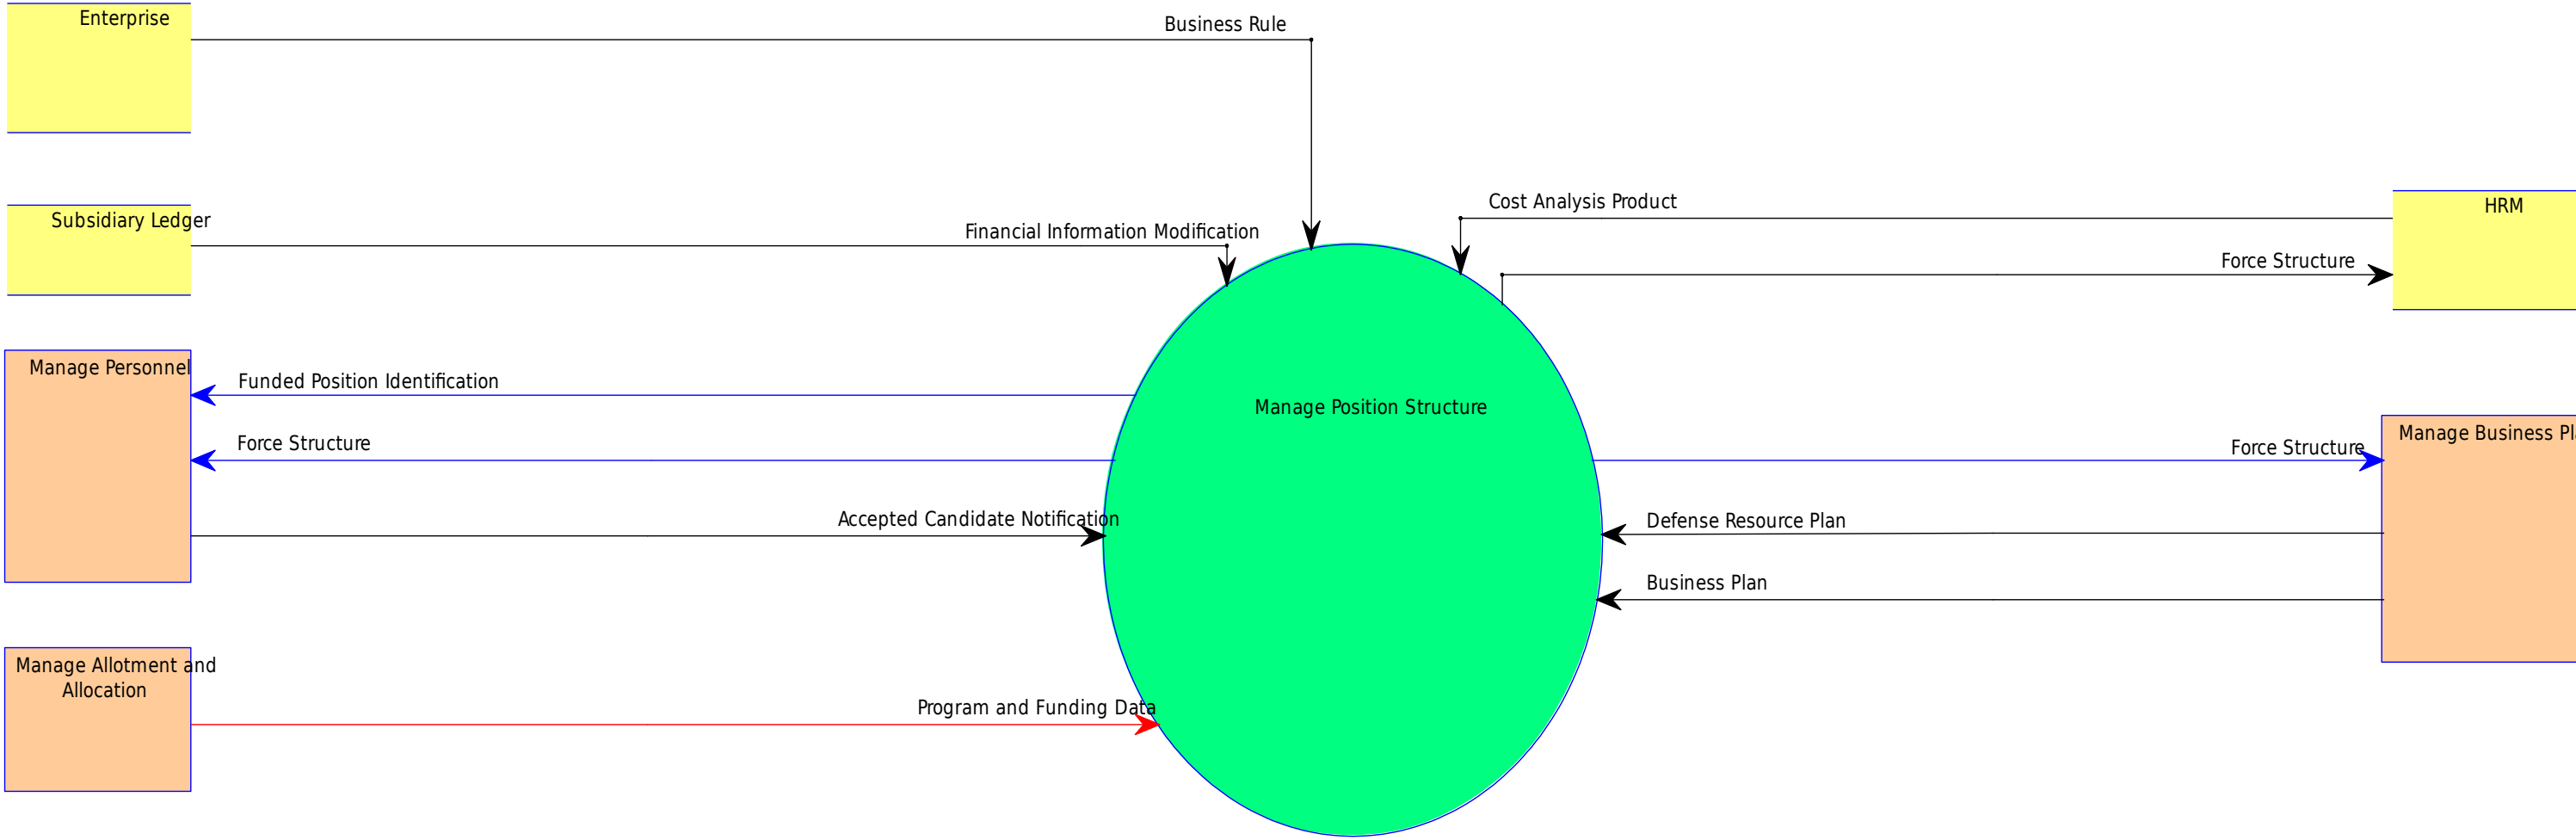 Enterprise
Business Rule
Cost Analysis Product
HRM
Subsidiary Ledger
Financial Information Modification
Force Structure
Manage Personnel
Funded Position Identification
Manage Position Structure
Force Structure
Force Structure
Manage Business
Accepted Candidate Notification
Defense Resource Plan
Business Plan
Manage Allotment and
Allocation
Program and Funding Data